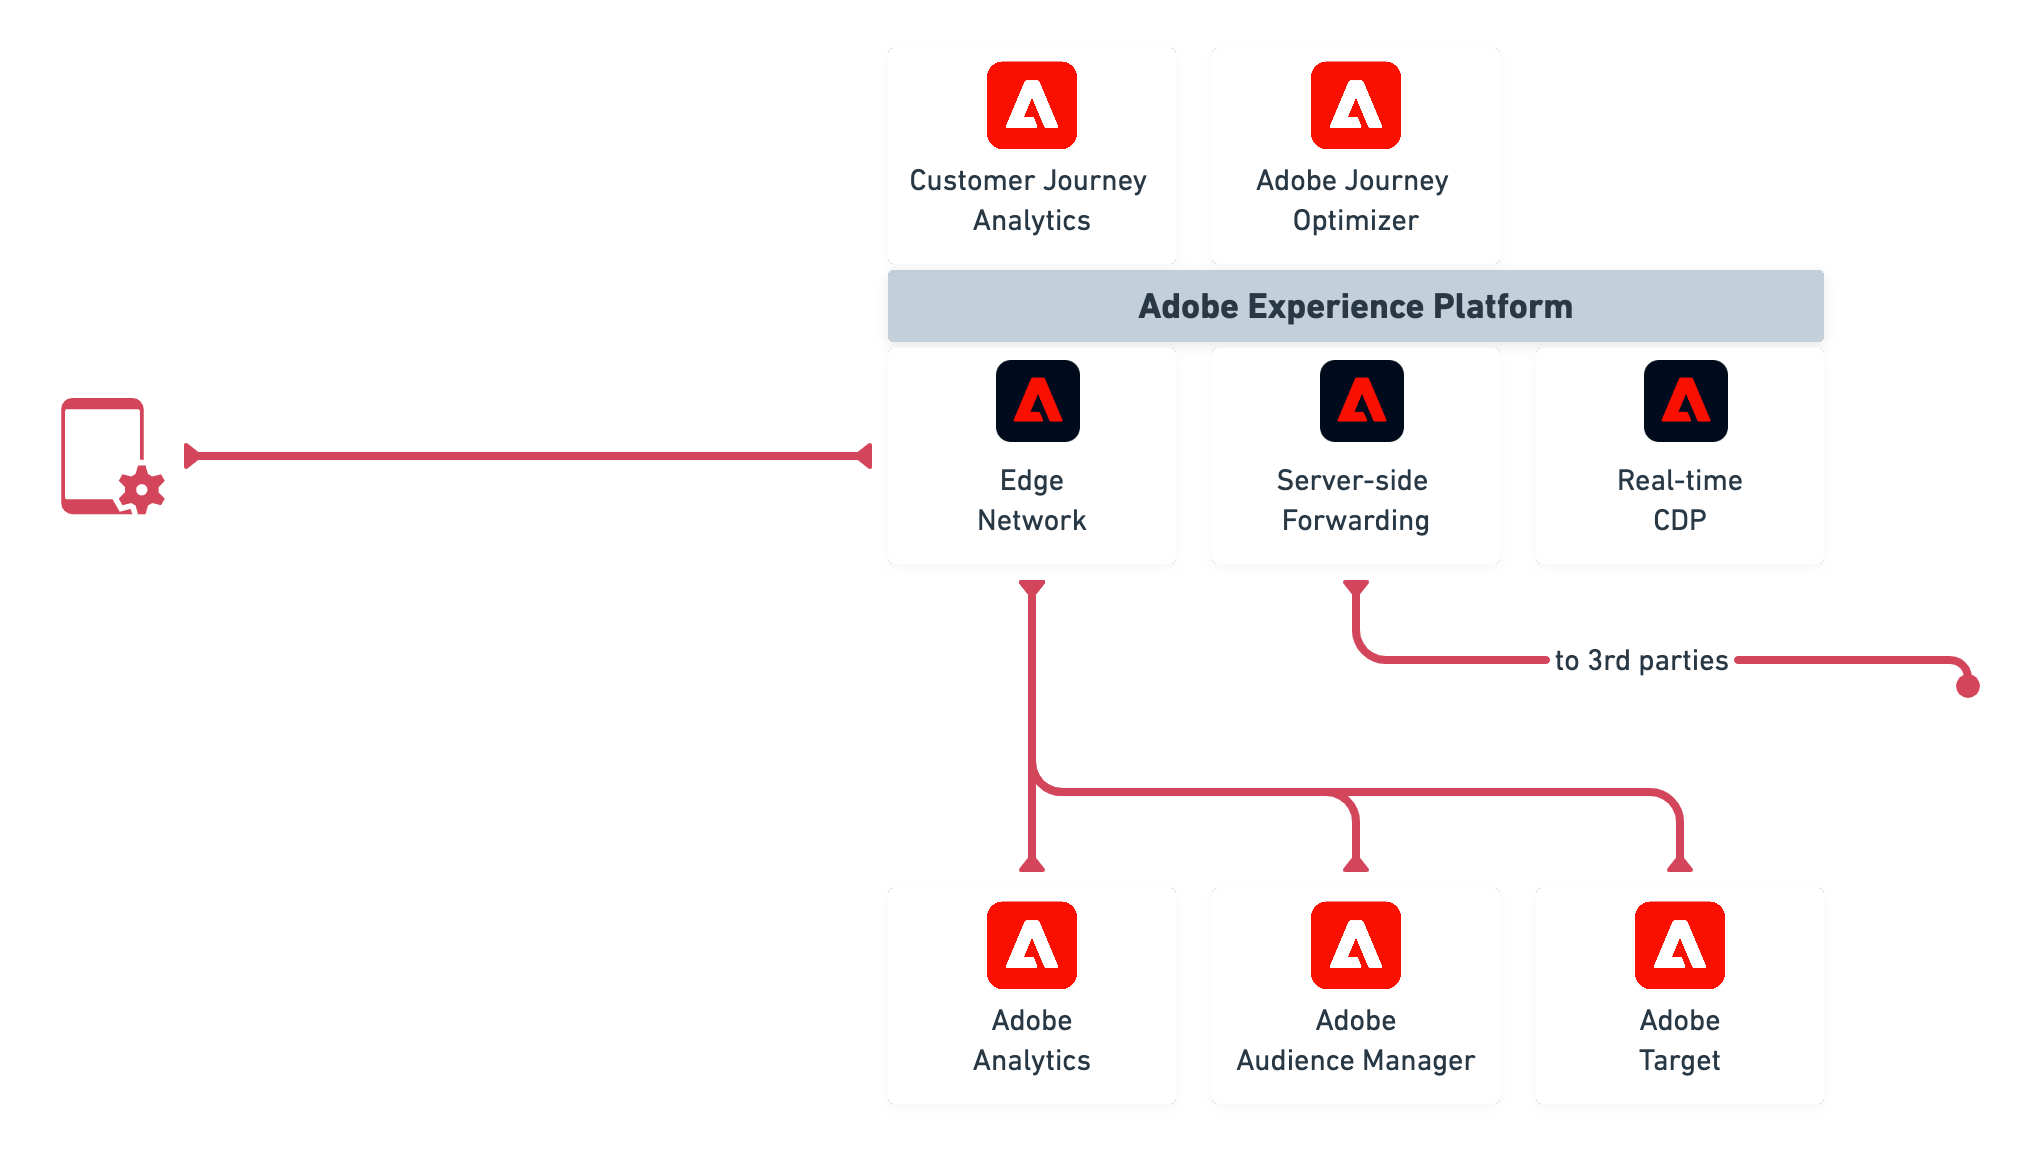 Customer Journey
Analytics
Adobe Journey
Optimizer
Adobe Experience Platform
Edge
Network
Server-side
Forwarding
Real-time
CDP
to 3rd parties
Adobe
Analytics
Adobe
Audience Manager
Adobe
Target